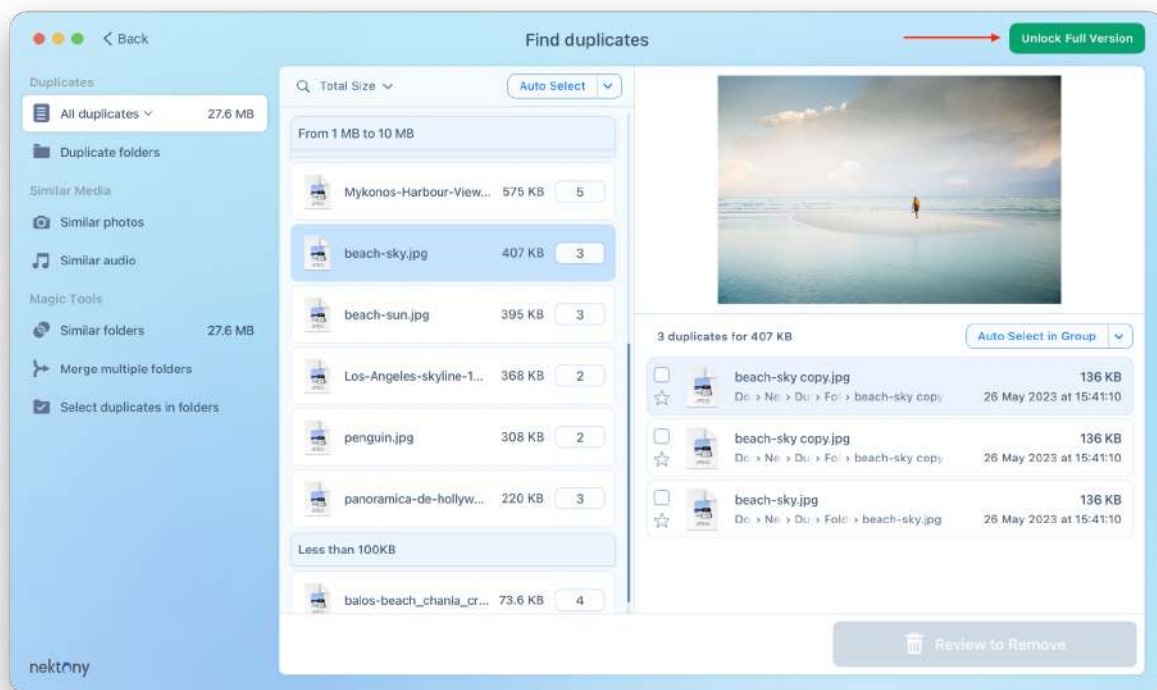 Back
Find duplicates
Unlock Full Version
Duplicates
All duplicates 27.6 MB
Duplicate folders
Similar Media
Similar photos
Similar audio
Magic Tools
Similar folders 27.6 MB
Merge multiple folders
Select duplicates in folders
nektony
Total Size
Auto Select
From 1 MB to 10 MB
Mykonos-Harbour-View... 575 KB 5
beach-sky.jpg 407 KB 3
beach-sun.jpg 395 KB 3
Los-Angeles-skyline-1... 368 KB 2
penguin.jpg 308 KB 2
panoramica-de-hollyw... 220 KB 3
Less than 100KB
balos-beach_chania_cr... 73.6 KB 4
3 duplicates for 407 KB
Auto Select in Group
beach-sky copy.jpg 136 KB
Do › Ne › Du › Fol › beach-sky copy 26 May 2023 at 15:41:10
beach-sky copy.jpg 136 KB
Do › Ne › Du › Fol › beach-sky copy 26 May 2023 at 15:41:10
beach-sky.jpg 136 KB
Do › Ne › Du › Fold › beach-sky.jpg 26 May 2023 at 15:41:10
Review to Remove